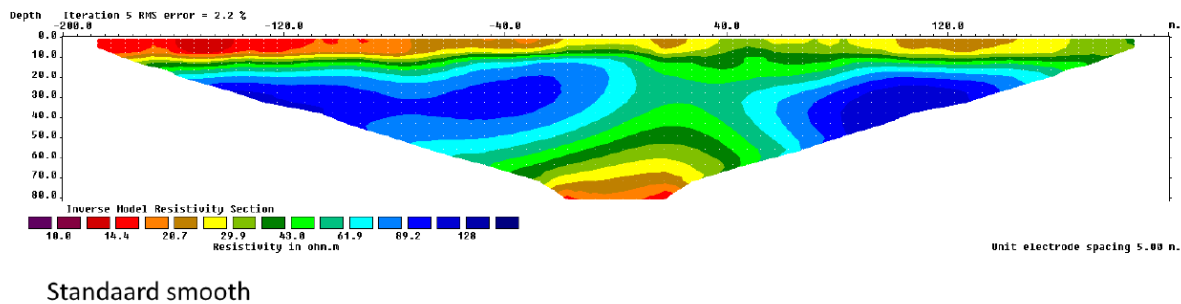 Depth Iteration 5 RMS error = 2.2 %
-200.0 -120.0 -40.0 40.0 120.0 m.
0.0
10.0
20.0
30.0
40.0
50.0
60.0
70.0
80.0
Inverse Model Resistivity Section
10.0 14.4 20.7 29.9 43.0 61.9 89.2 128
Resistivity in ohm.m
Unit electrode spacing 5.00 m.
Standaard smooth